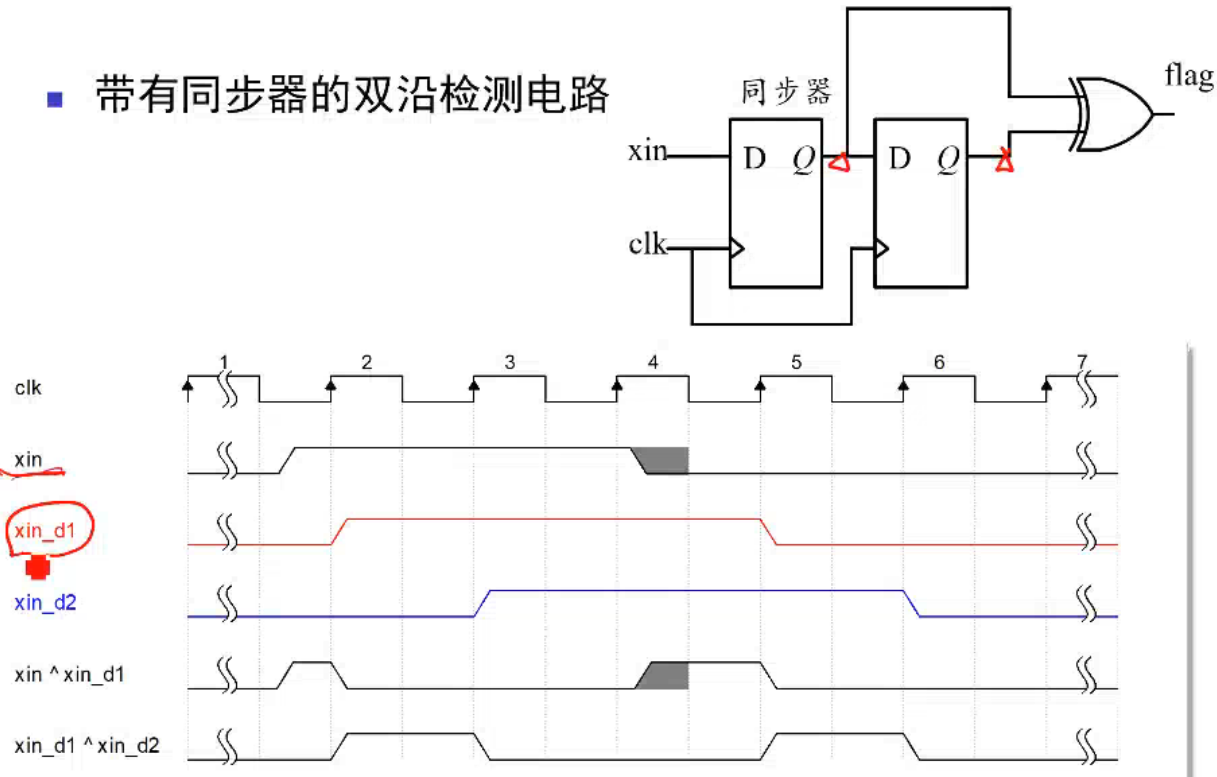 带有同步器的双沿检测电路
同步器
flag
xin
D Q
D Q
clk
1 2 3 4 5 6 7
clk
xin
xin_d1
xin_d2
xin ^ xin_d1
xin_d1 ^ xin_d2